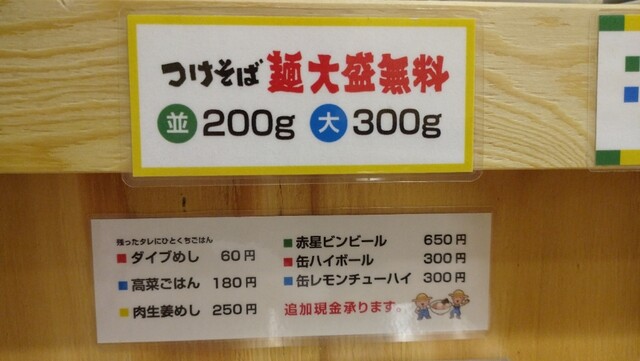 つけそば 麺大盛無料
並 200g 大 300g
残ったタレにひとくちごはん
ダイブめし 60円
高菜ごはん 180円
肉生姜めし 250円
赤星ビンビール 650円
缶ハイボール 300円
缶レモンチューハイ 300円
追加現金承ります。